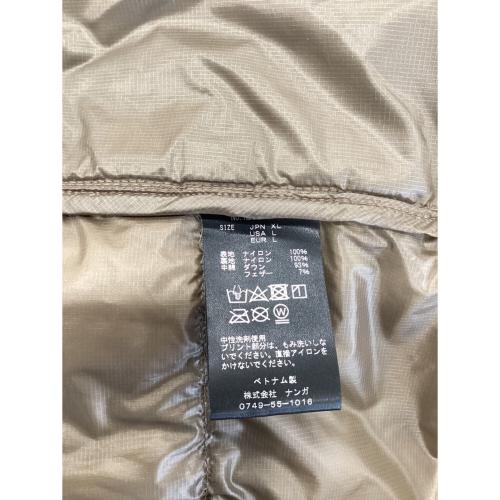 SIZE JPN XL
USA L
EUR L
表地 ナイロン 100%
裏地 ナイロン 100%
中綿 ダウン 93%
フェザー 7%
中性洗剤使用
プリント部分は、もみ洗いしな
いでください。直接アイロンを
かけないでください。
ベトナム製
株式会社 ナンガ
0749-55-1016